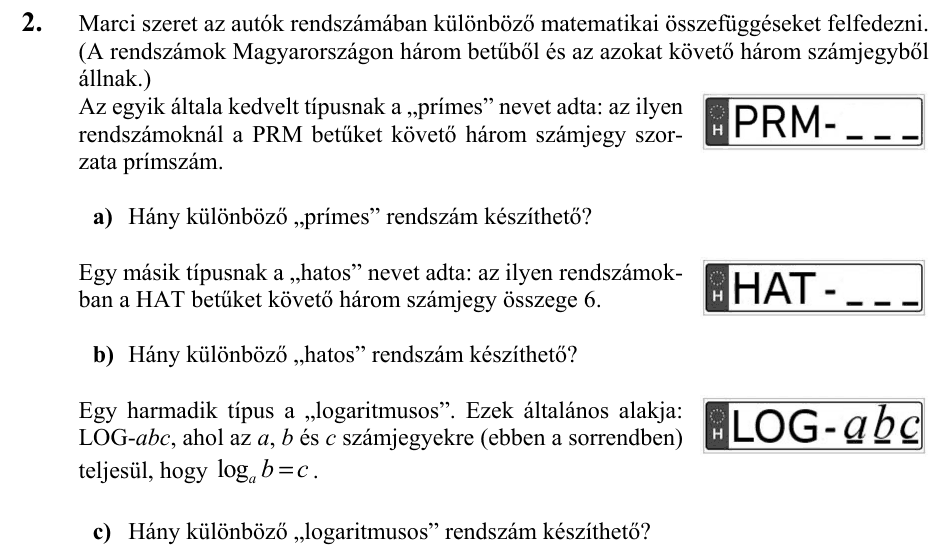 2. Marci szeret az autók rendszámában különböző matematikai összefüggéseket felfedezni.
(A rendszámok Magyarországon három betűből és az azokat követő három számjegyből
állnak.)
Az egyik általa kedvelt típusnak a „prímes” nevet adta: az ilyen
rendszámoknál a PRM betűket követő három számjegy szor-
zata prímszám.
H PRM-_ _ _
a) Hány különböző „prímes” rendszám készíthető?
Egy másik típusnak a „hatos” nevet adta: az ilyen rendszámok-
ban a HAT betűket követő három számjegy összege 6.
H HAT-_ _ _
b) Hány különböző „hatos” rendszám készíthető?
Egy harmadik típus a „logaritmusos”. Ezek általános alakja:
LOG-abc, ahol az a, b és c számjegyekre (ebben a sorrendben)
teljesül, hogy logₐ b = c .
H LOG-abc
c) Hány különböző „logaritmusos” rendszám készíthető?